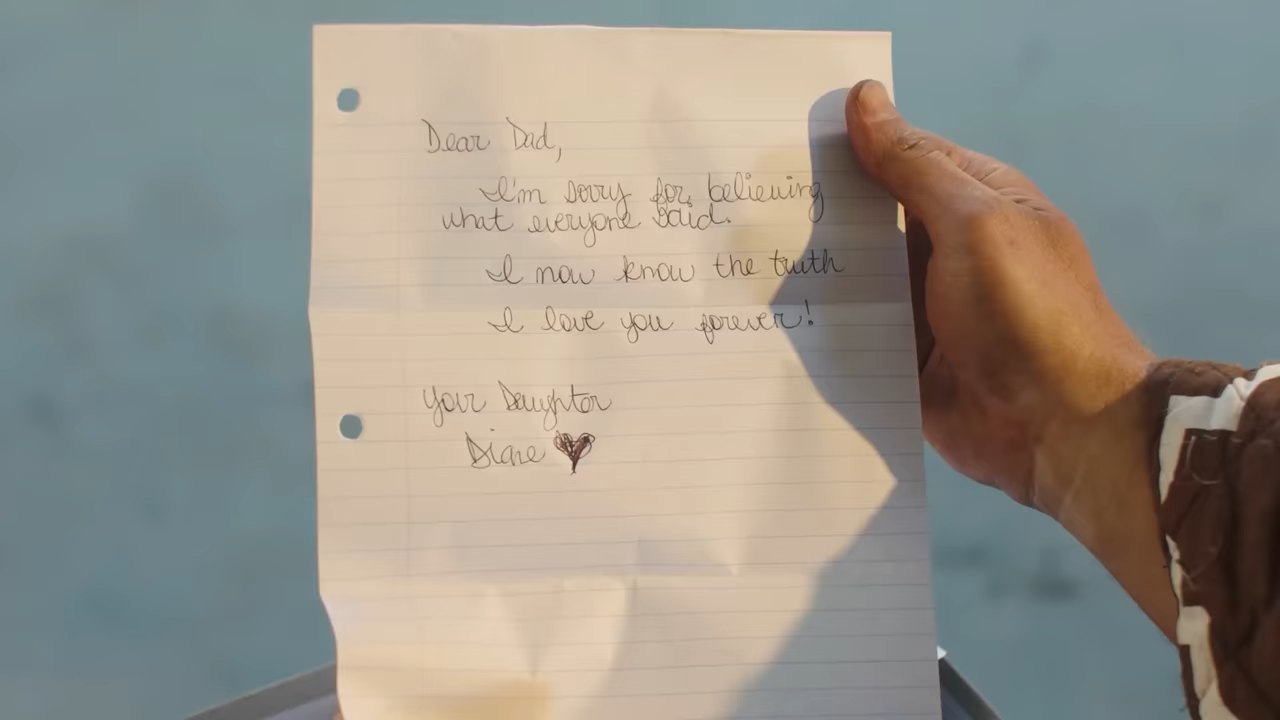 Dear Dad,
I'm sorry for believing
what everyone said.
I now know the truth
I love you forever!
Your Daughter
Diane